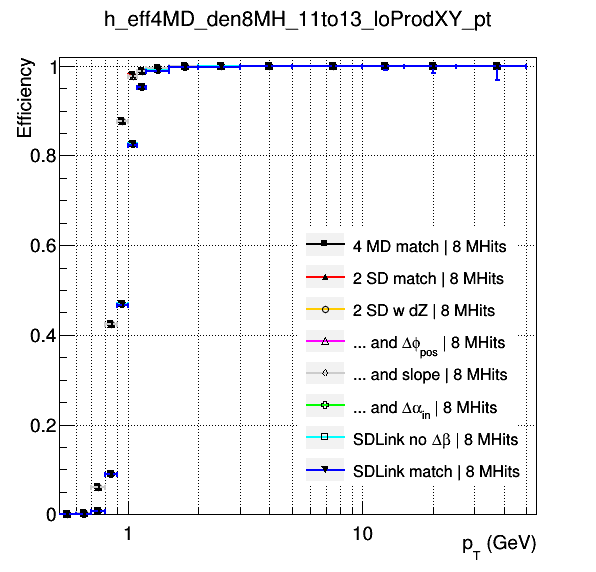 h_eff4MD_den8MH_11to13_loProdXY_pt
Efficiency
1
0.8
0.6
0.4
0.2
0
4 MD match | 8 MHits
2 SD match | 8 MHits
2 SD w dZ | 8 MHits
... and Δϕpos | 8 MHits
... and slope | 8 MHits
... and Δαin | 8 MHits
SDLink no Δβ | 8 MHits
SDLink match | 8 MHits
1
10
pT (GeV)